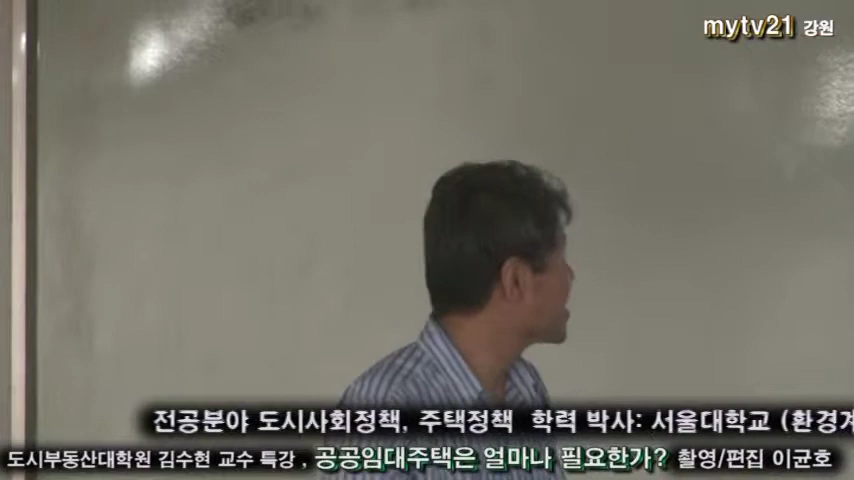 mytv21 강원
전공분야 도시사회정책, 주택정책 학력 박사: 서울대학교 (환경계
도시부동산대학원 김수현 교수 특강 , 공공임대주택은 얼마나 필요한가? 촬영/편집 이균호